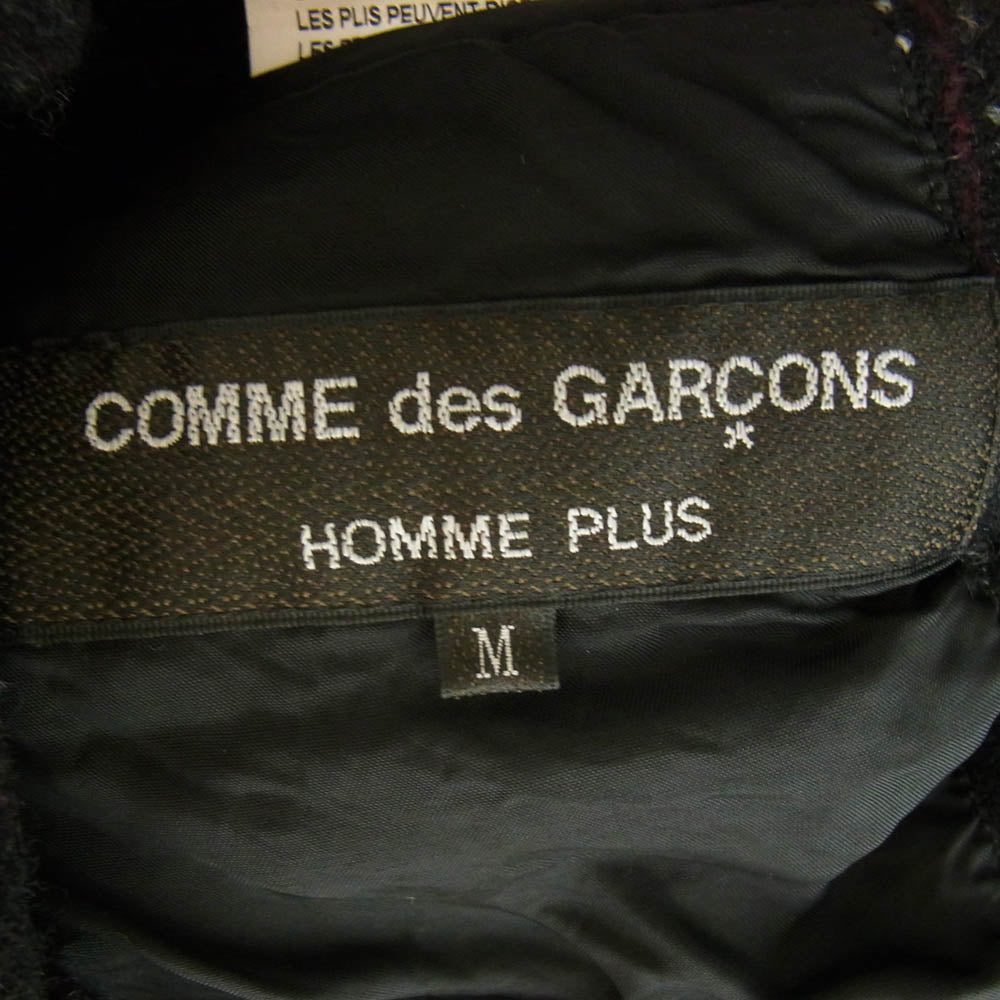 LES PLIS PEUVENT
COMME des GARÇONS
HOMME PLUS
M